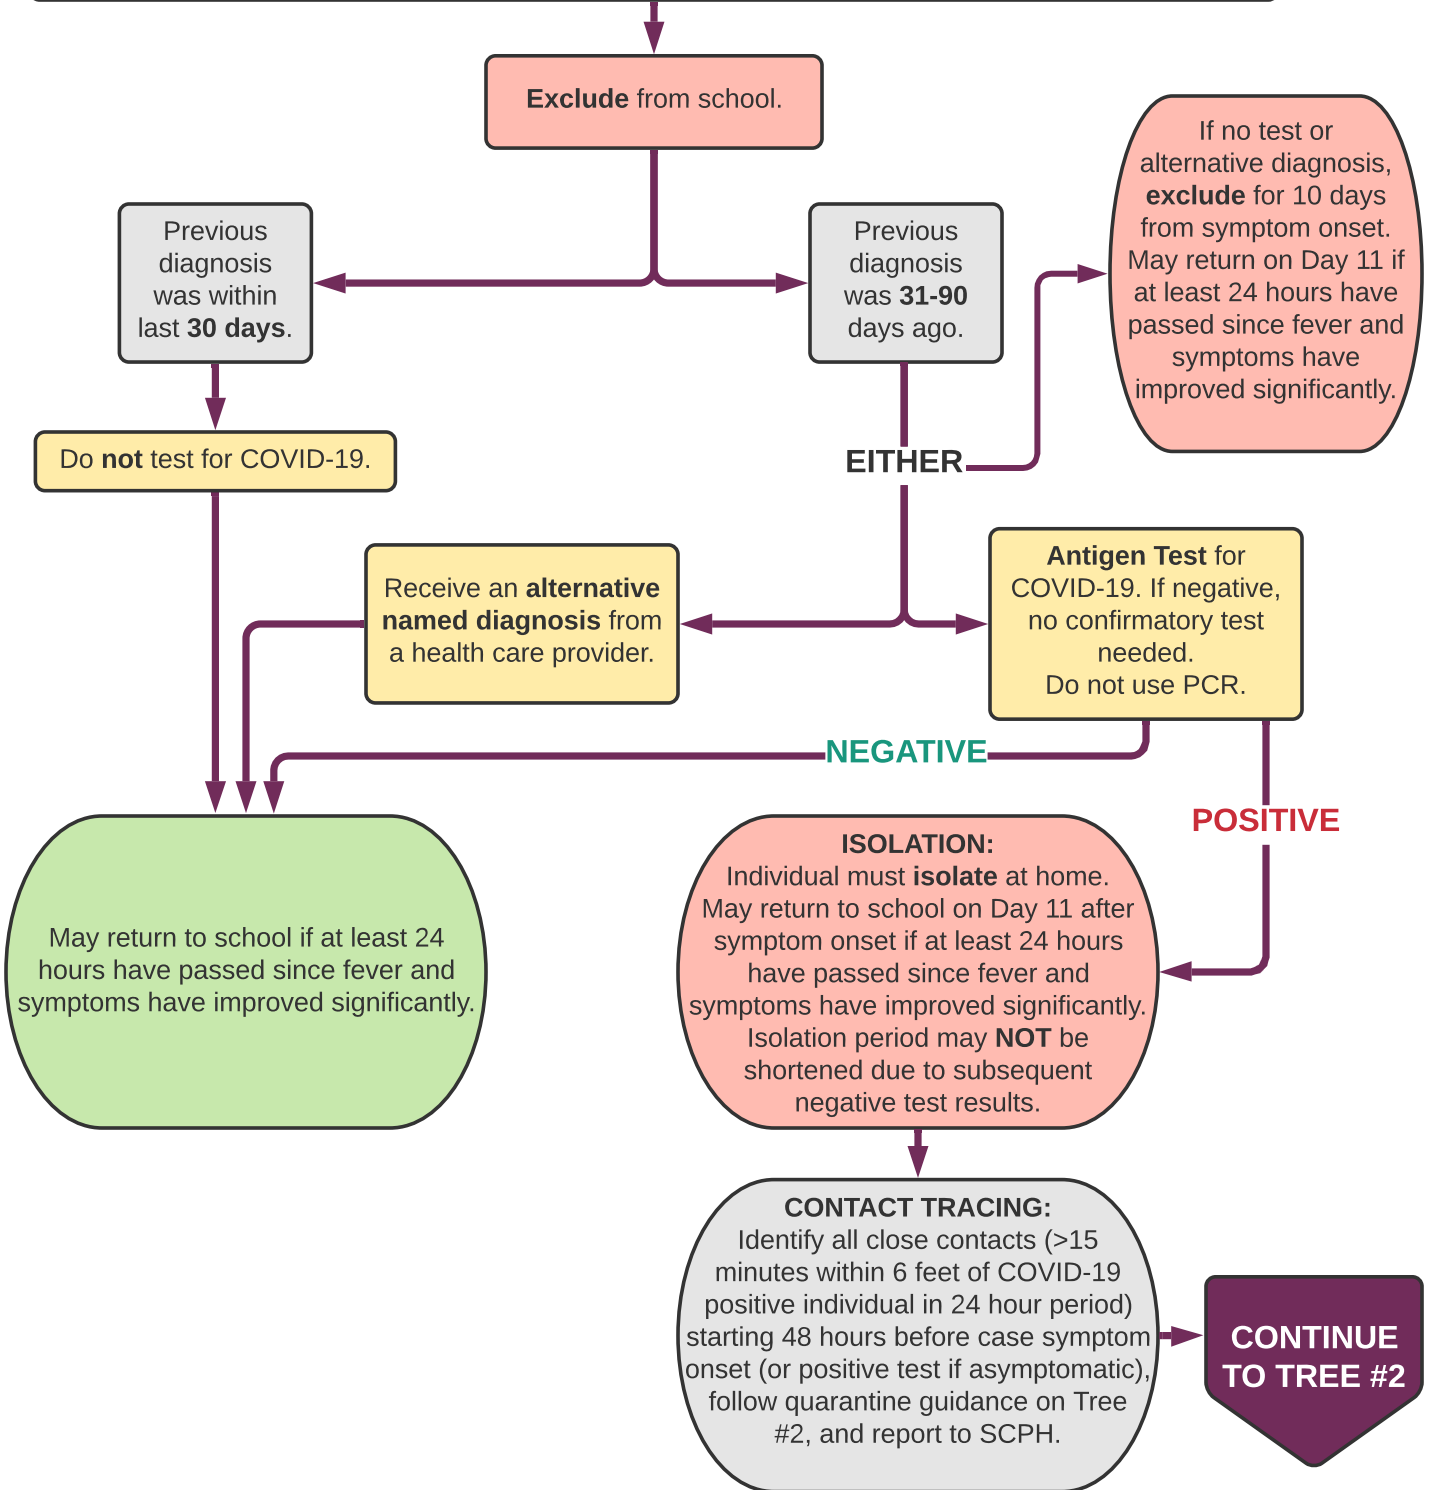 Exclude from school.
If no test or
alternative diagnosis,
exclude for 10 days
from symptom onset.
May return on Day 11 if
at least 24 hours have
passed since fever and
symptoms have
improved significantly.
Previous
diagnosis
was within
last 30 days.
Previous
diagnosis
was 31-90
days ago.
Do not test for COVID-19.
EITHER
Receive an alternative
named diagnosis from
a health care provider.
Antigen Test for
COVID-19. If negative,
no confirmatory test
needed.
Do not use PCR.
NEGATIVE
POSITIVE
May return to school if at least 24
hours have passed since fever and
symptoms have improved significantly.
ISOLATION:
Individual must isolate at home.
May return to school on Day 11 after
symptom onset if at least 24 hours
have passed since fever and
symptoms have improved significantly.
Isolation period may NOT be
shortened due to subsequent
negative test results.
CONTACT TRACING:
Identify all close contacts (>15
minutes within 6 feet of COVID-19
positive individual in 24 hour period)
starting 48 hours before case symptom
onset (or positive test if asymptomatic),
follow quarantine guidance on Tree
#2, and report to SCPH.
CONTINUE
TO TREE #2